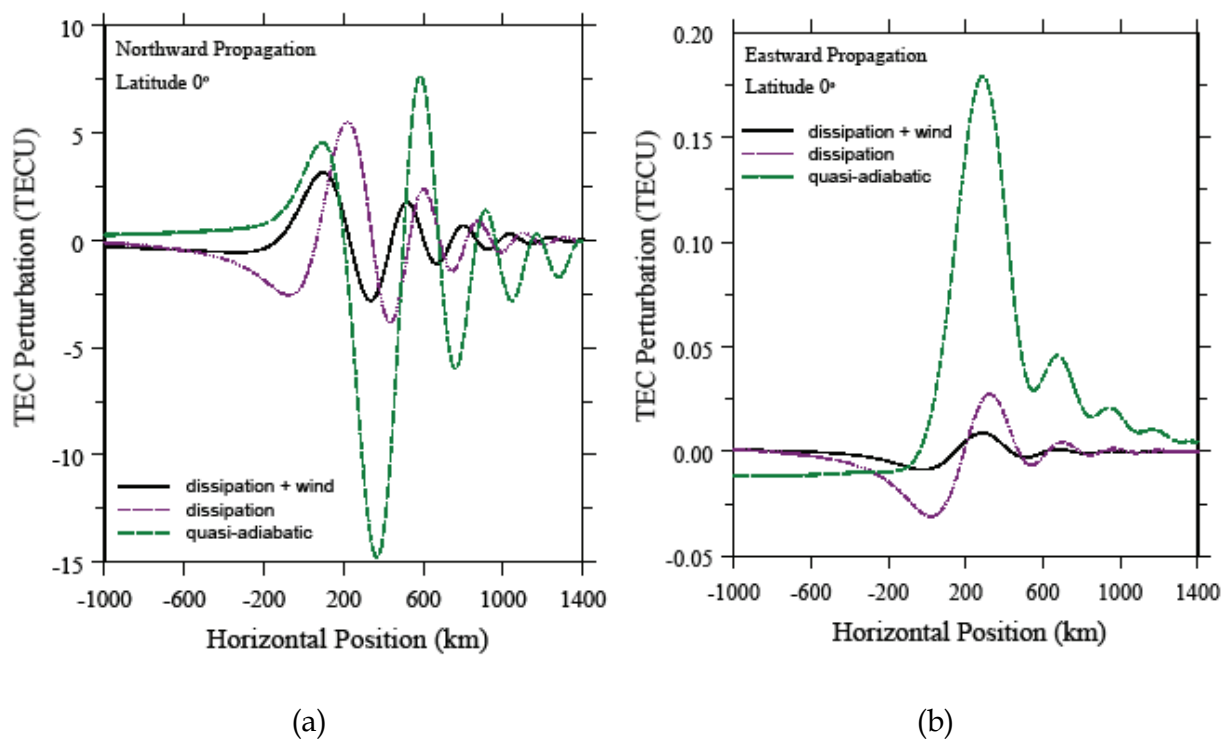 Northward Propagation
Latitude 0°
TEC Perturbation (TECU)
10
5
0
-5
-10
-15
dissipation + wind
dissipation
quasi-adiabatic
-1000 -600 -200 200 600 1000 1400
Horizontal Position (km)
(a)
Eastward Propagation
Latitude 0°
dissipation + wind
dissipation
quasi-adiabatic
TEC Perturbation (TECU)
0.20
0.15
0.10
0.05
0.00
-0.05
-1000 -600 -200 200 600 1000 1400
Horizontal Position (km)
(b)